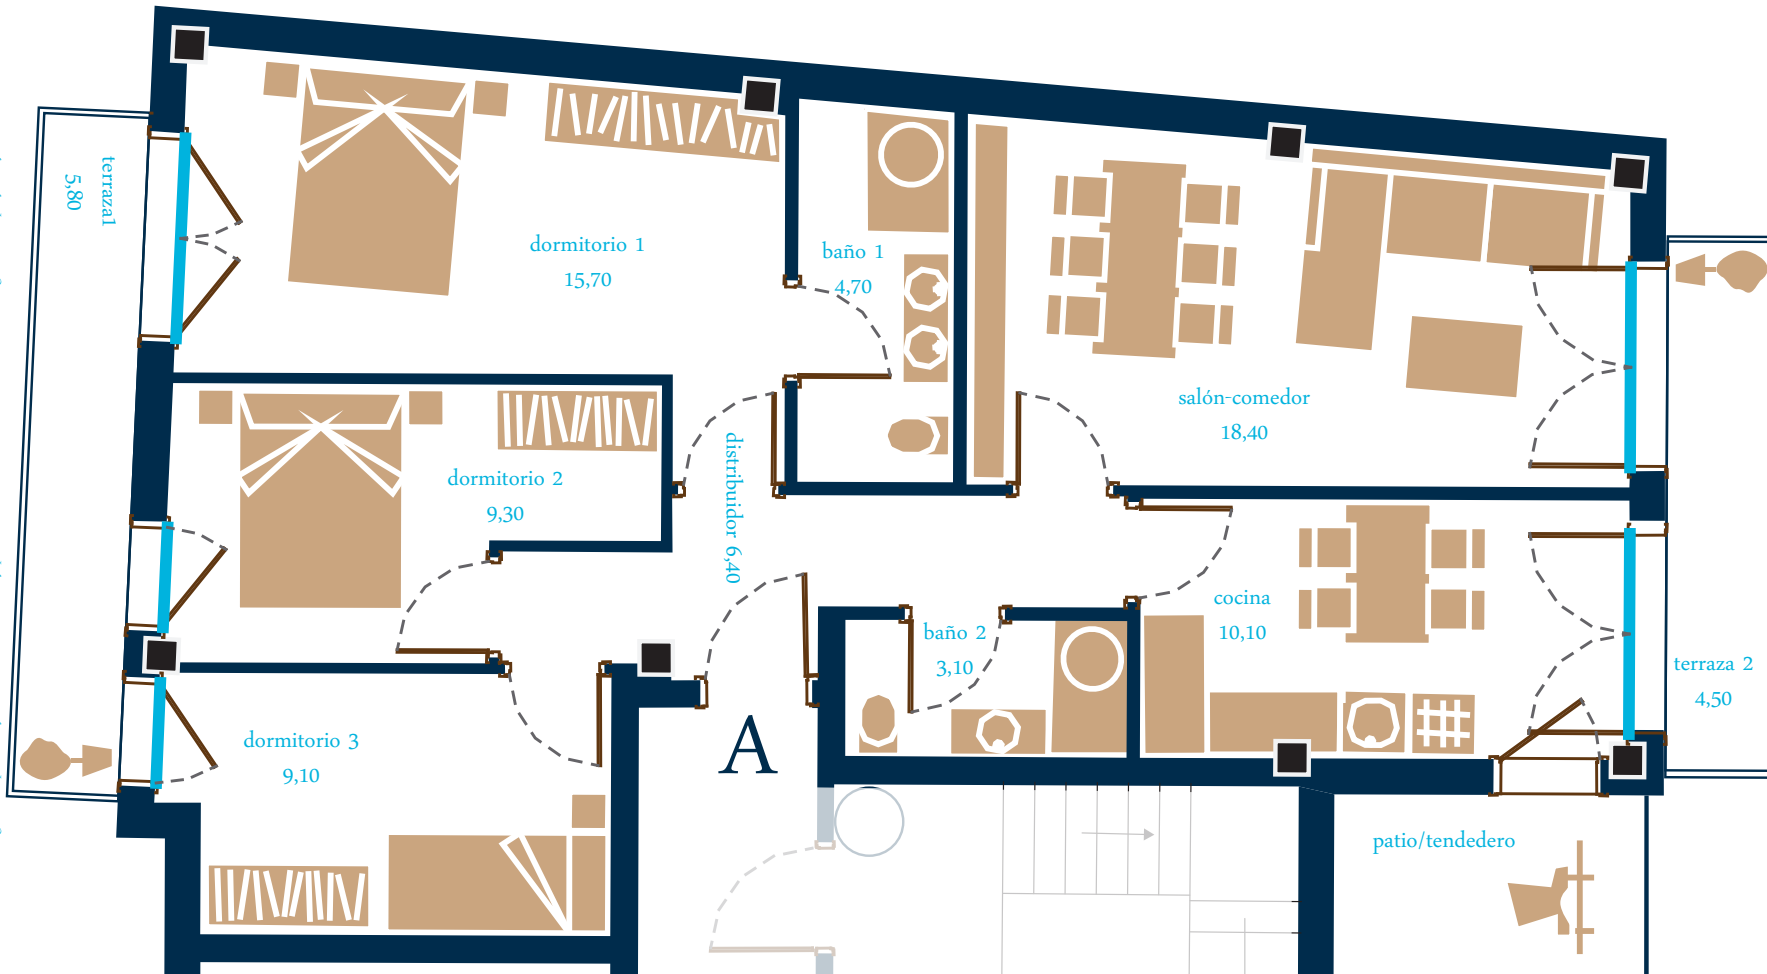 terraza1
5,80
dormitorio 1
15,70
baño 1
4,70
salón-comedor
18,40
dormitorio 2
9,30
distribuidor 6,40
cocina
10,10
baño 2
3,10
terraza 2
4,50
dormitorio 3
9,10
A
patio/tendedero